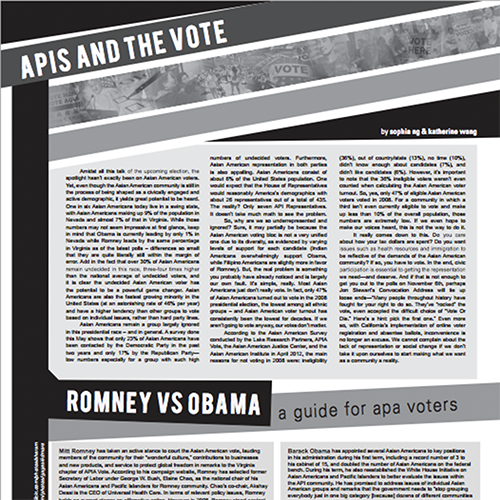 APIS AND THE VOTE
VOTE
VOTE
HERE
by sophia ng & katherine wang
Amidst all this talk of the upcoming election, the
spotlight hasn't exactly been on Asian American voters.
Yet, even though the Asian American community is still in
the process of being shaped as a civically engaged and
active demographic, it yields great potential to be heard.
One in six Asian Americans today live in a swing state,
with Asian Americans making up 9% of the population in
Nevada and almost 7% of that in Virginia. While those
numbers may not seem impressive at first glance, keep
in mind that Obama is currently leading by only 1% in
Nevada while Romney leads by the same percentage
in Virginia as of the latest polls – differences so small
that they are quite literally still within the margin of
error. Add in the fact that over 30% of Asian Americans
remain undecided in this race, three-four times higher
than the national average of undecided voters, and
it is clear the undecided Asian American voter has
the potential to be a powerful game changer. Asian
Americans are also the fastest growing minority in the
United States (at an astonishing rate of 46% per year)
and have a higher tendency than other groups to vote
based on individual issues, rather than hard party lines.
Asian Americans remain a group largely ignored
in this presidential race – and in general. A survey done
this May shows that only 23% of Asian Americans have
been contacted by the Democratic Party in the past
two years and only 17% by the Republican Party—
low numbers especially for a group with such high
numbers of undecided voters. Furthermore,
Asian American representation in both parties
is also appalling. Asian Americans consist of
about 6% of the United States population. One
would expect that the House of Representatives
would reasonably America's demographics with
about 26 representatives out of a total of 435.
The reality? Only seven API Representatives.
It doesn't take much math to see the problem.
So, why are we so underrepresented and
ignored? Sure, it may partially be because the
Asian American voting bloc is not a very unified
one due to its diversity, as evidenced by varying
levels of support for each candidate (Indian
Americans overwhelmingly support Obama,
while Filipino Americans are slightly more in favor
of Romney). But, the real problem is something
you probably have already noticed and is largely
our own fault. It's simple, really. Most Asian
Americans just don't really vote. In fact, only 47%
of Asian Americans turned out to vote in the 2008
presidential election, the lowest among all ethnic
groups – and Asian American voter turnout has
consistently been the lowest for decades. If we
aren't going to vote anyway, our votes don't matter.
According to the Asian American Survey
conducted by the Lake Research Partners, APIA
Vote, the Asian American Justice Center, and the
Asian American Institute in April 2012, the main
reasons for not voting in 2008 were: ineligibility
(36%), out of country/state (13%), no time (10%),
didn't know enough about candidates (7%), and
didn't like candidates (6%). However, it's important
to note that the 36% ineligible voters weren't even
counted when calculating the Asian American voter
turnout. So, yes, only 47% of eligible Asian American
voters voted in 2008. For a community in which a
third isn't even currently eligible to vote and make
up less than 10% of the overall population, those
numbers are extremely low. If we ever hope to
make our voices heard, this is not the way to do it.
It really comes down to this. Do you care
about how your tax dollars are spent? Do you want
issues such as health resources and immigration to
be reflective of the demands of the Asian American
community? If so, you have to vote. In the end, civic
participation is essential to getting the representation
we need—and deserve. And if that is not enough to
get you out to the polls on November 6th, perhaps
Jon Stewart's Convocation Address will tie up
loose ends—"Many people throughout history have
fought for your right to do so. They've "rocked" the
vote, even accepted the difficult choice of "Vote Or
Die." Here's a hint: pick the first one." Even more
so, with California's implementation of online voter
registration and absentee ballots, inconvenience is
no longer an excuse. We cannot complain about the
lack of representation or social change if we don't
take it upon ourselves to start making what we want
as a community a reality.
ROMNEY VS OBAMA
a guide for apa voters
Mitt Romney has taken an active stance to court the Asian American vote, lauding
members of the community for their "wonderful culture," contributions to businesses
and new products, and service to protect global freedom in remarks to the Virginia
chapter of APIA Vote. According to his campaign website, Romney has selected former
Secretary of Labor under George W. Bush, Elaine Chao, as the national chair of his
Asian Americans and Pacific Islanders for Romney community. Chao's co-chair, Akshay
Desai is the CEO of Universal Health Care. In terms of relevant policy issues, Romney
Barack Obama has appointed several Asian Americans to key positions
in his administration during his first term, including a record number of 3 in
his cabinet of 15, and doubled the number of Asian Americans on the federal
bench. During his term, he also reestablished the White House Initiative on
Asian Americans and Pacific Islanders to better evaluate the issues within
the API community. He has promised to address issues of individual Asian
American groups and remarks that the government needs to "stop grouping
everybody just in one big category [because] dozens of different communities